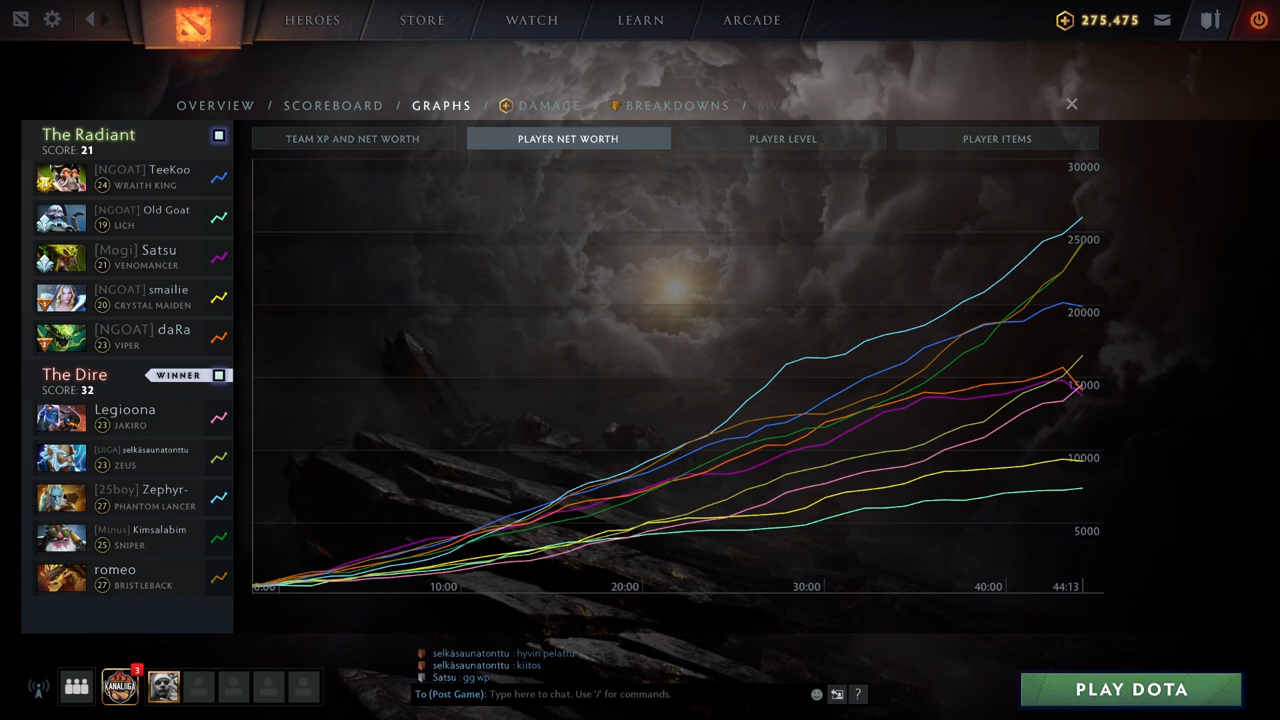 HEROES
STORE
WATCH
LEARN
ARCADE
275,475
OVERVIEW / SCOREBOARD / GRAPHS / DAMAGE / BREAKDOWNS /
The Radiant
SCORE: 21
[NGOAT] TeeKoo
24 WRAITH KING
[NGOAT] Old Goat
19 LICH
[Mogi] Satsu
21 VENOMANCER
[NGOAT] smailie
20 CRYSTAL MAIDEN
[NGOAT] daRa
23 VIPER
The Dire
WINNER
SCORE: 32
Legioona
23 JAKIRO
[LIIGA] selkäsaunatonttu
23 ZEUS
[25boy] Zephyr-
27 PHANTOM LANCER
[Minus] Kimsalabim
25 SNIPER
romeo
27 BRISTLEBACK
TEAM XP AND NET WORTH
PLAYER NET WORTH
PLAYER LEVEL
PLAYER ITEMS
30000
25000
20000
15000
10000
5000
0:00
10:00
20:00
30:00
40:00
44:13
3
KANALIIGA
selkäsaunatonttu : hyvin pelattu
selkäsaunatonttu : kiitos
Satsu : gg wp
To (Post Game): Type here to chat. Use '/' for commands.
?
PLAY DOTA